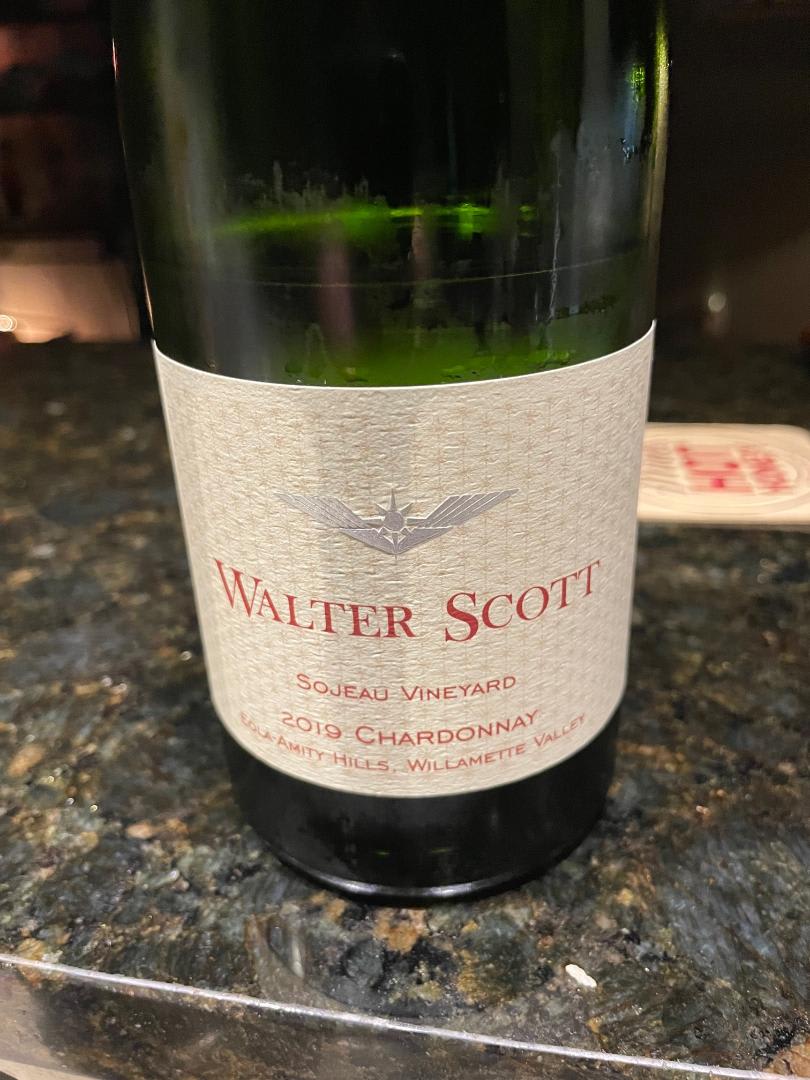 WALTER SCOTT
SOJEAU VINEYARD
2019 CHARDONNAY
EOLA-AMITY HILLS, WILLAMETTE VALLEY